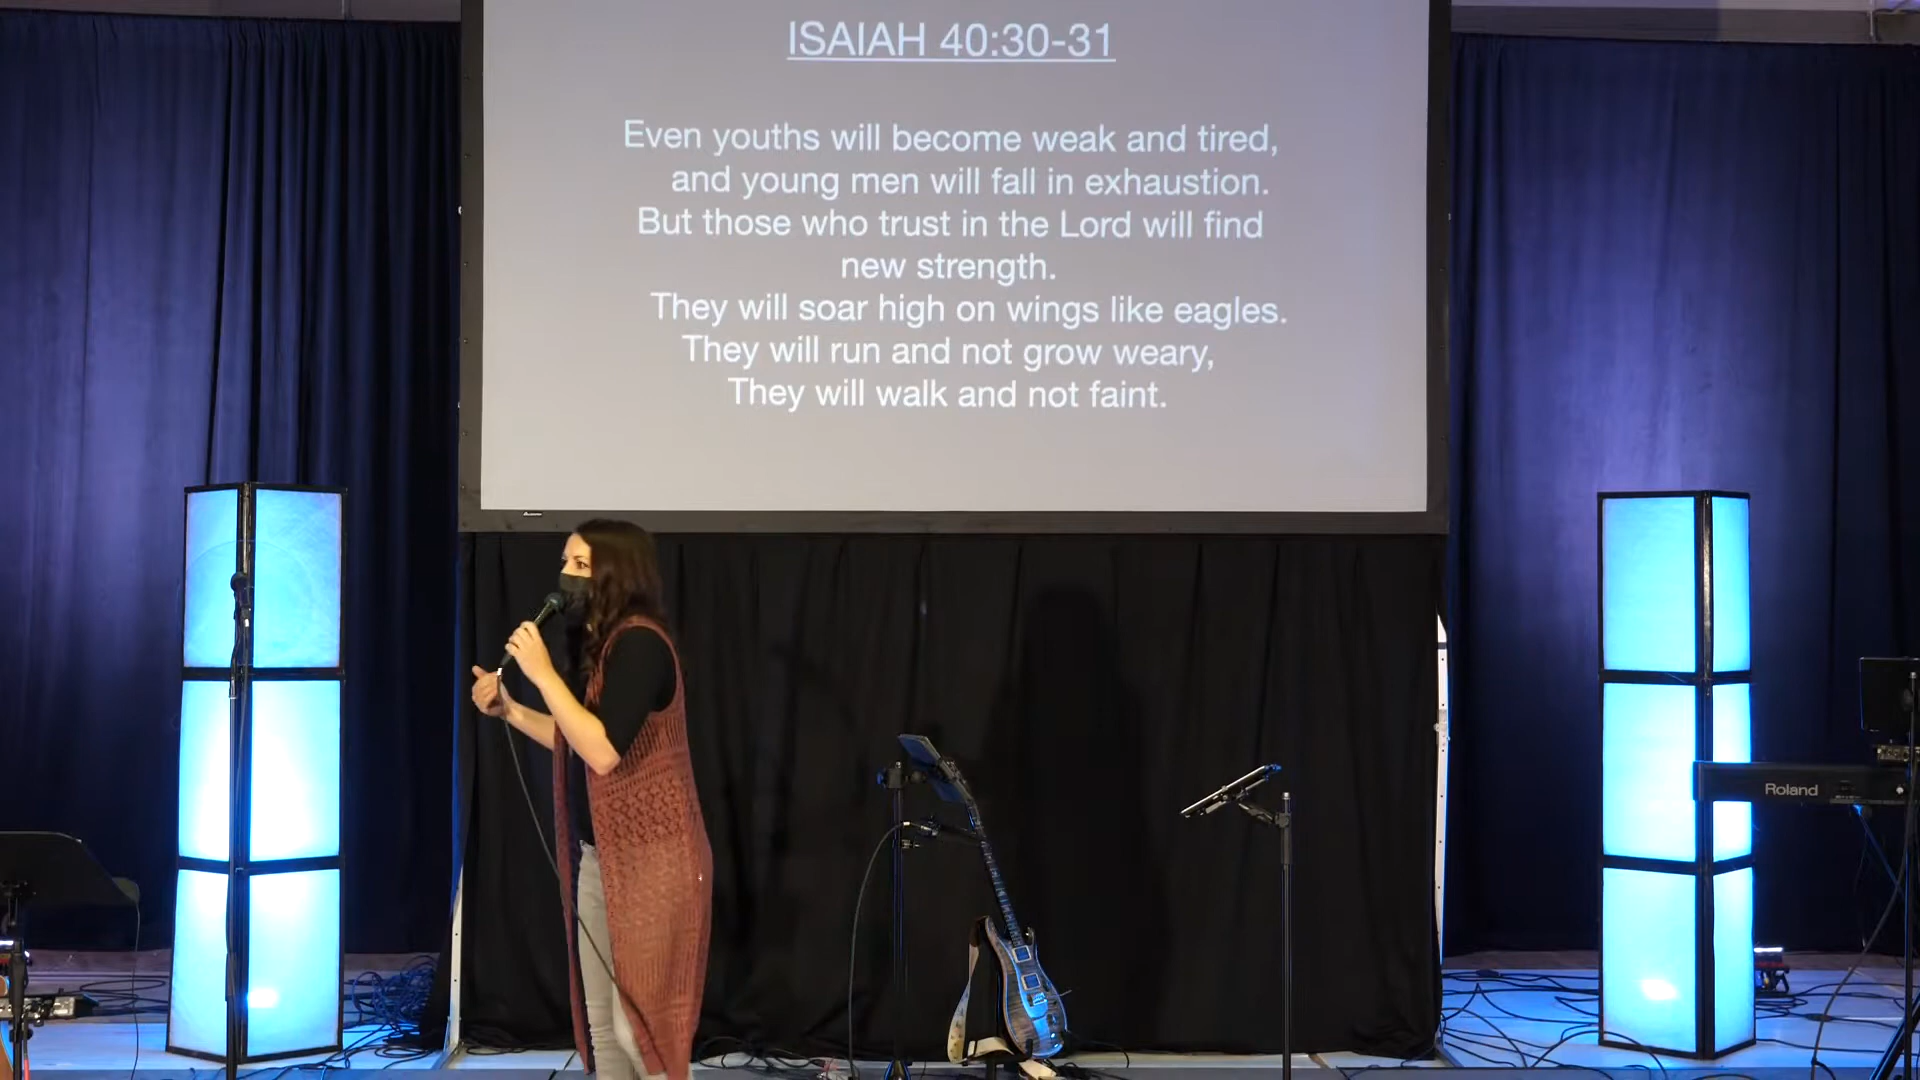 ISAIAH 40:30-31
Even youths will become weak and tired,
and young men will fall in exhaustion.
But those who trust in the Lord will find
new strength.
They will soar high on wings like eagles.
They will run and not grow weary,
They will walk and not faint.
Roland